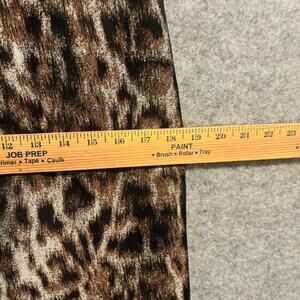 12 13 14 15 16 17 18 19 20 21 22 23
JOB PREP
Primer • Tape • Caulk
PAINT
• Brush • Roller • Tray